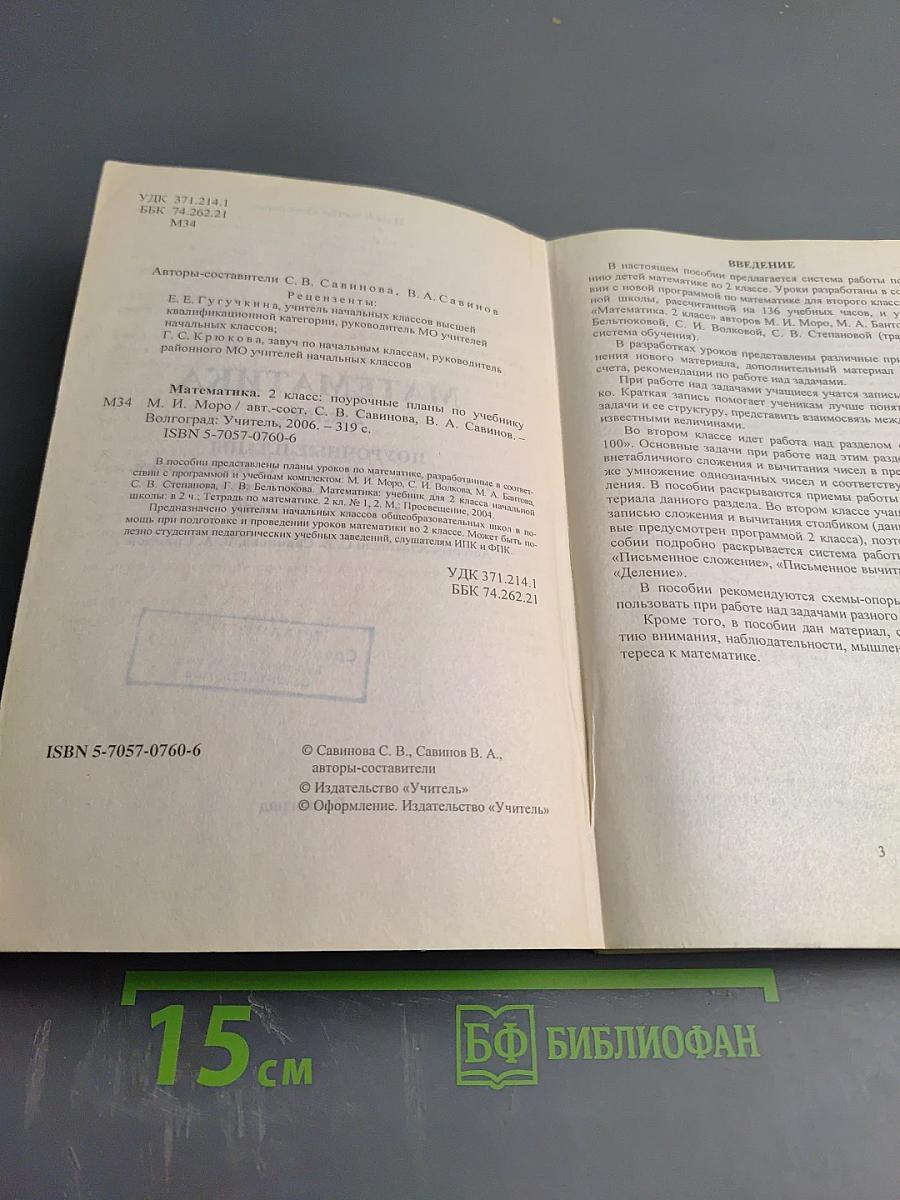 УДК 371.214.1
ББК 74.262.21
М34
Авторы-составители С. В. Савинова, В. А. Савинов
Рецензенты:
Е. Е. Гугучкина, учитель начальных классов высшей
квалификационной категории, руководитель МО учителей
начальных классов;
Г. С. Крюкова, завуч по начальным классам, руководитель
районного МО учителей начальных классов
Математика. 2 класс: поурочные планы по учебнику
М34 М. И. Моро / авт.-сост. С. В. Савинова, В. А. Савинов. –
Волгоград: Учитель, 2006. – 319 с.
ISBN 5-7057-0760-6
В пособии представлены планы уроков по математике, разработанные в соответ-
ствии с программой и учебным комплектом: М. И. Моро, С. И. Волкова, М. А. Бантова,
С. В. Степанова, Г. В. Бельтюкова. Математика: учебник для 2 класса начальной
школы: в 2 ч.; Тетрадь по математике. 2 кл. № 1, 2. М.: Просвещение, 2004.
Предназначено учителям начальных классов общеобразовательных школ в по-
мощь при подготовке и проведении уроков математики во 2 классе. Может быть по-
лезно студентам педагогических учебных заведений, слушателям ИПК и ФПК.
УДК 371.214.1
ББК 74.262.21
ISBN 5-7057-0760-6
© Савинова С. В., Савинов В. А.,
авторы-составители
© Издательство «Учитель»
© Оформление. Издательство «Учитель»
ВВЕДЕНИЕ
В настоящем пособии предлагается система работы по
нию детей математике во 2 классе. Уроки разработаны в со
вии с новой программой по математике для второго класс
ной школы, рассчитанной на 136 учебных часов, и у
«Математика. 2 класс» авторов М. И. Моро, М. А. Банто
Бельтюковой, С. И. Волковой, С. В. Степановой (тра
система обучения).
В разработках уроков представлены различные при
нения нового материала, дополнительный материал
счета, рекомендации по работе над задачами.
При работе над задачами учащиеся учатся запись
ко. Краткая запись помогает ученикам лучше понят
задачи и ее структуру, представить взаимосвязь меж
известными величинами.
Во втором классе идет работа над разделом «
100». Основные задачи при работе над этим разде
внетабличного сложения и вычитания чисел в пре
же умножение однозначных чисел и соответству
ления. В пособии раскрываются приемы работы
териала данного раздела. Во втором классе учащ
записью сложения и вычитания столбиком (данн
вые предусмотрен программой 2 класса), поэто
собии подробно раскрывается система работы
«Письменное сложение», «Письменное вычита
«Деление».
В пособии рекомендуются схемы-опоры
пользовать при работе над задачами разного
Кроме того, в пособии дан материал, с
тию внимания, наблюдательности, мышлен
тереса к математике.
3
15 см
БФ БИБЛИОФАН